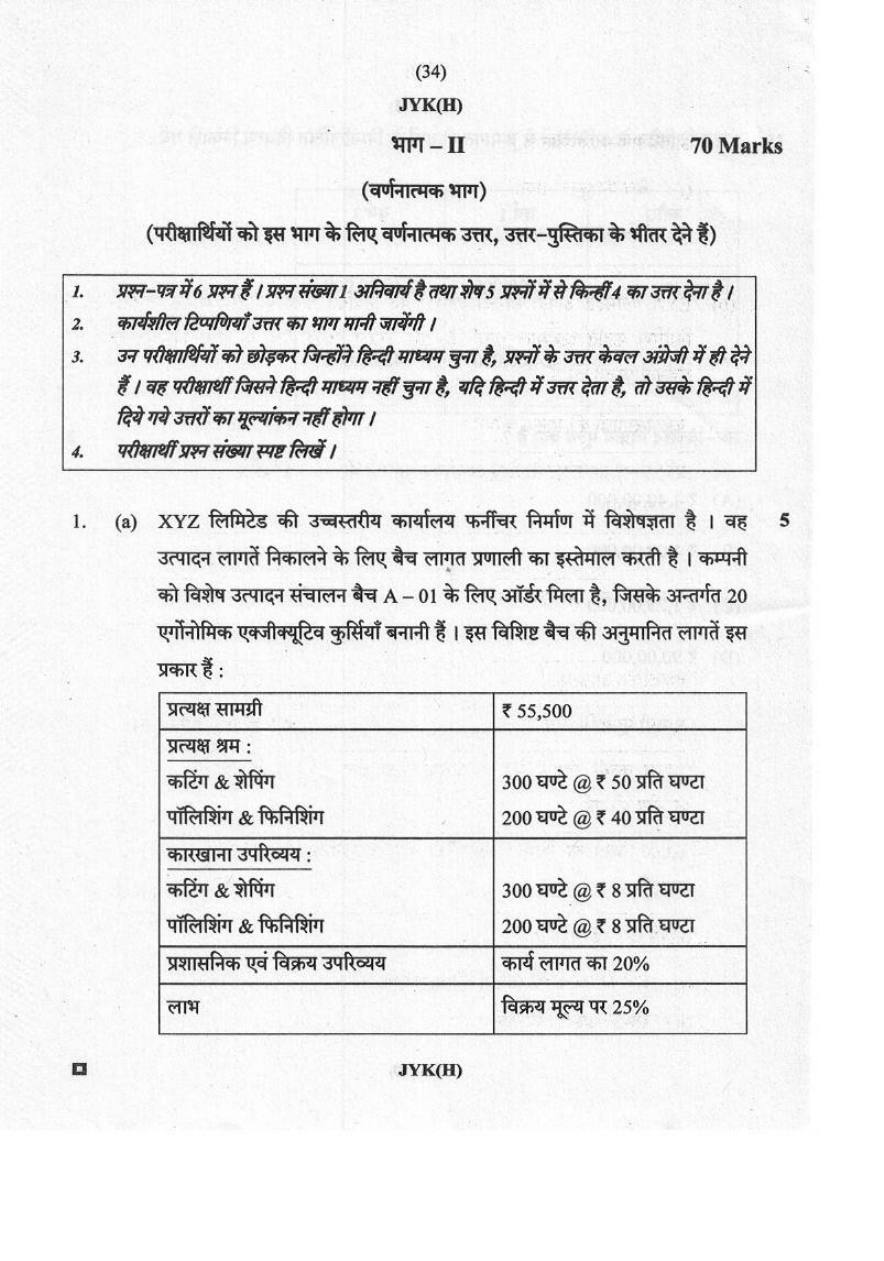 (34)
JYK(H)
भाग – II 70 Marks
(वर्णनात्मक भाग)
(परीक्षार्थियों को इस भाग के लिए वर्णनात्मक उत्तर, उत्तर-पुस्तिका के भीतर देने हैं)
1. प्रश्न-पत्र में 6 प्रश्न हैं । प्रश्न संख्या 1 अनिवार्य है तथा शेष 5 प्रश्नों में से किन्हीं 4 का उत्तर देना है ।
2. कार्यशील टिप्पणियाँ उत्तर का भाग मानी जायेंगी ।
3. उन परीक्षार्थियों को छोड़कर जिन्होंने हिन्दी माध्यम चुना है, प्रश्नों के उत्तर केवल अंग्रेजी में ही देने
हैं । वह परीक्षार्थी जिसने हिन्दी माध्यम नहीं चुना है, यदि हिन्दी में उत्तर देता है, तो उसके हिन्दी में
दिये गये उत्तरों का मूल्यांकन नहीं होगा ।
4. परीक्षार्थी प्रश्न संख्या स्पष्ट लिखें ।
1. (a) XYZ लिमिटेड की उच्चस्तरीय कार्यालय फर्नीचर निर्माण में विशेषज्ञता है । वह 5
उत्पादन लागतें निकालने के लिए बैच लागत प्रणाली का इस्तेमाल करती है । कम्पनी
को विशेष उत्पादन संचालन बैच A – 01 के लिए ऑर्डर मिला है, जिसके अन्तर्गत 20
एर्गोनोमिक एक्जीक्यूटिव कुर्सियाँ बनानी हैं । इस विशिष्ट बैच की अनुमानित लागतें इस
प्रकार हैं :
प्रत्यक्ष सामग्री ₹ 55,500
प्रत्यक्ष श्रम :
कटिंग & शेपिंग 300 घण्टे @ ₹ 50 प्रति घण्टा
पॉलिशिंग & फिनिशिंग 200 घण्टे @ ₹ 40 प्रति घण्टा
कारखाना उपरिव्यय :
कटिंग & शेपिंग 300 घण्टे @ ₹ 8 प्रति घण्टा
पॉलिशिंग & फिनिशिंग 200 घण्टे @ ₹ 8 प्रति घण्टा
प्रशासनिक एवं विक्रय उपरिव्यय कार्य लागत का 20%
लाभ विक्रय मूल्य पर 25%
JYK(H)